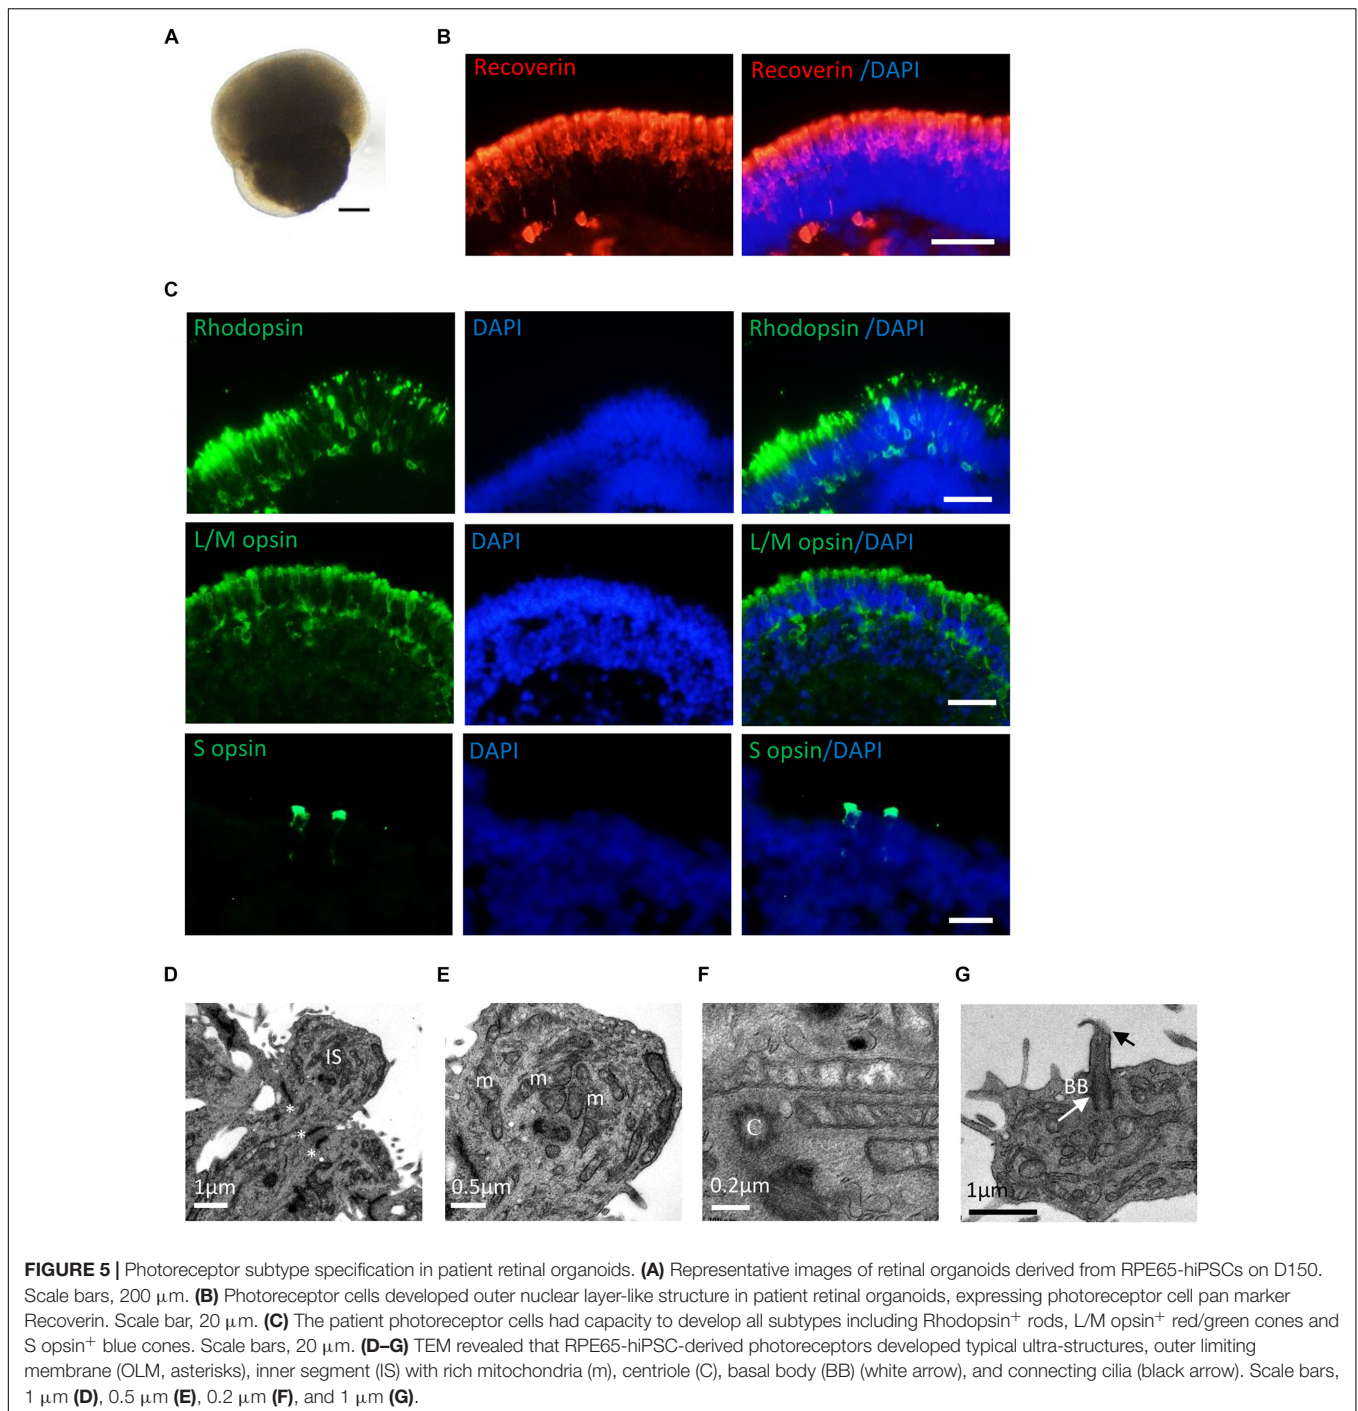 A
B
Recoverin
Recoverin /DAPI
C
Rhodopsin
DAPI
Rhodopsin /DAPI
L/M opsin
DAPI
L/M opsin/DAPI
S opsin
DAPI
S opsin/DAPI
D
E
F
G
IS
*
*
*
1µm
m
m
m
0.5µm
C
0.2µm
BB
1µm
FIGURE 5 | Photoreceptor subtype specification in patient retinal organoids. (A) Representative images of retinal organoids derived from RPE65-hiPSCs on D150.
Scale bars, 200 µm. (B) Photoreceptor cells developed outer nuclear layer-like structure in patient retinal organoids, expressing photoreceptor cell pan marker
Recoverin. Scale bar, 20 µm. (C) The patient photoreceptor cells had capacity to develop all subtypes including Rhodopsin⁺ rods, L/M opsin⁺ red/green cones and
S opsin⁺ blue cones. Scale bars, 20 µm. (D–G) TEM revealed that RPE65-hiPSC-derived photoreceptors developed typical ultra-structures, outer limiting
membrane (OLM, asterisks), inner segment (IS) with rich mitochondria (m), centriole (C), basal body (BB) (white arrow), and connecting cilia (black arrow). Scale bars,
1 µm (D), 0.5 µm (E), 0.2 µm (F), and 1 µm (G).